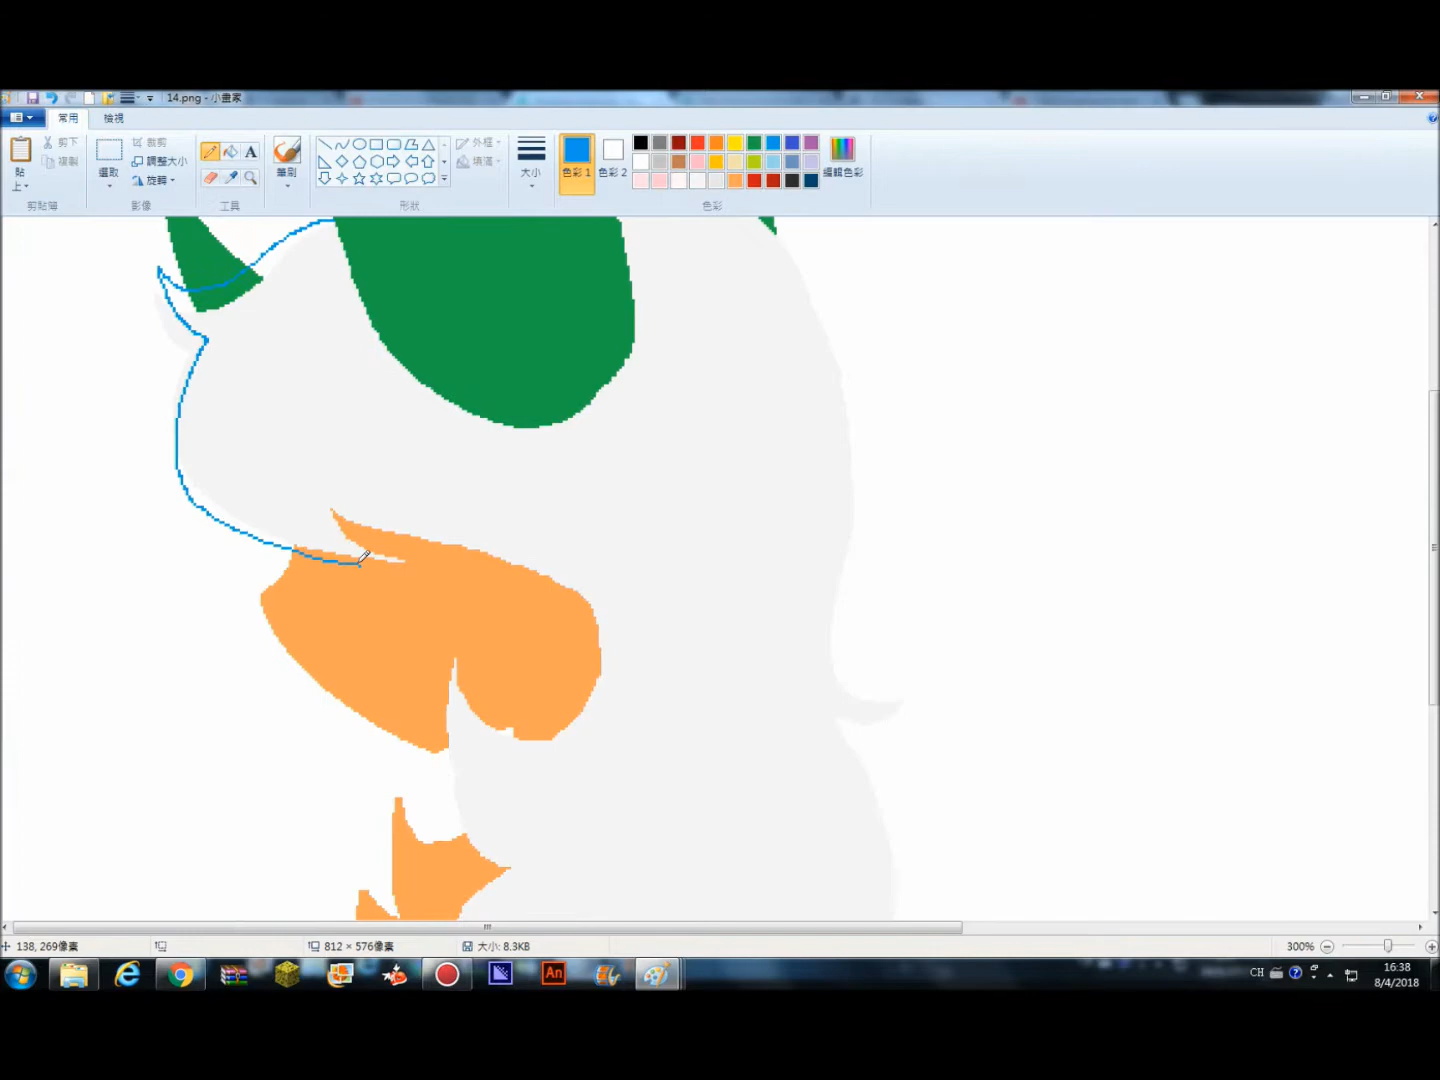 14.png - 小畫家
常用 檢視
貼上 剪下 複製 剪貼簿
選取 裁剪 調整大小 旋轉 影像
A 工具
筆刷
外框 填滿 形狀
大小
色彩 1 色彩 2 編輯色彩 色彩
138, 269像素 812 × 576像素 大小: 8.3KB 300%
An CH 16:38
8/4/2018